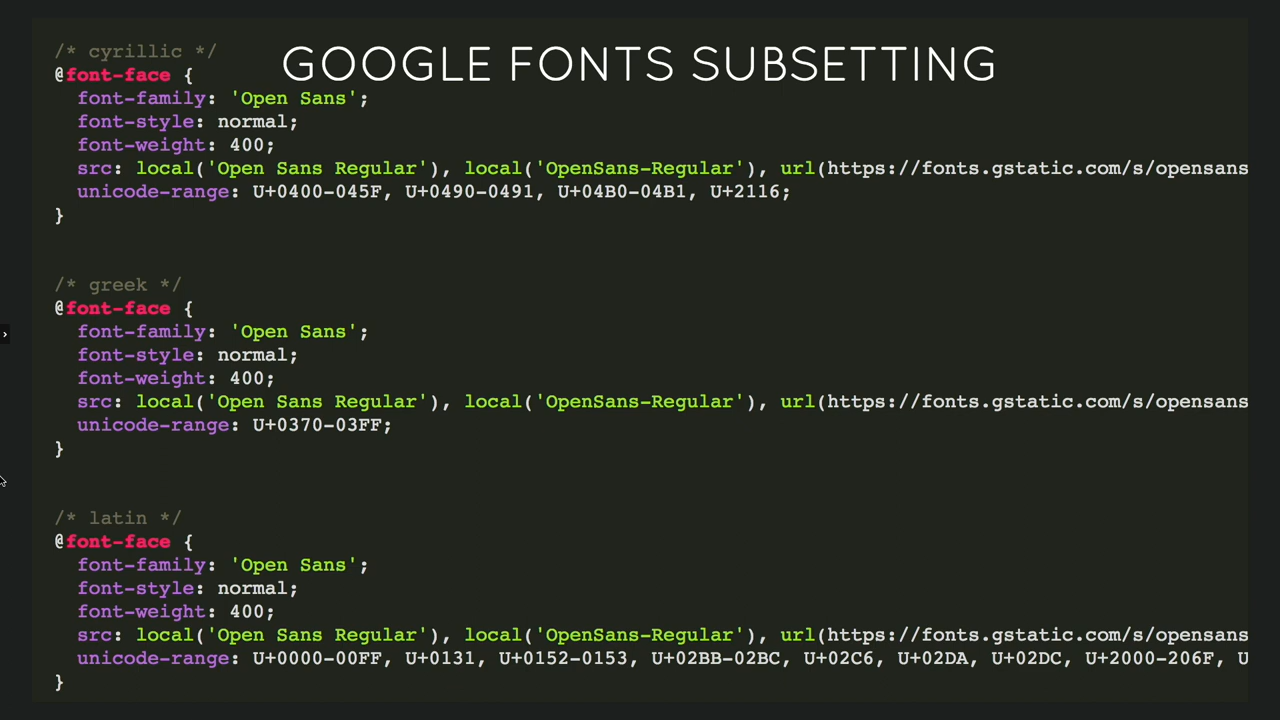 GOOGLE FONTS SUBSETTING
/* cyrillic */
@font-face {
  font-family: 'Open Sans';
  font-style: normal;
  font-weight: 400;
  src: local('Open Sans Regular'), local('OpenSans-Regular'), url(https://fonts.gstatic.com/s/opensans
  unicode-range: U+0400-045F, U+0490-0491, U+04B0-04B1, U+2116;
}
/* greek */
@font-face {
  font-family: 'Open Sans';
  font-style: normal;
  font-weight: 400;
  src: local('Open Sans Regular'), local('OpenSans-Regular'), url(https://fonts.gstatic.com/s/opensans
  unicode-range: U+0370-03FF;
}
/* latin */
@font-face {
  font-family: 'Open Sans';
  font-style: normal;
  font-weight: 400;
  src: local('Open Sans Regular'), local('OpenSans-Regular'), url(https://fonts.gstatic.com/s/opensans
  unicode-range: U+0000-00FF, U+0131, U+0152-0153, U+02BB-02BC, U+02C6, U+02DA, U+02DC, U+2000-206F, U
}